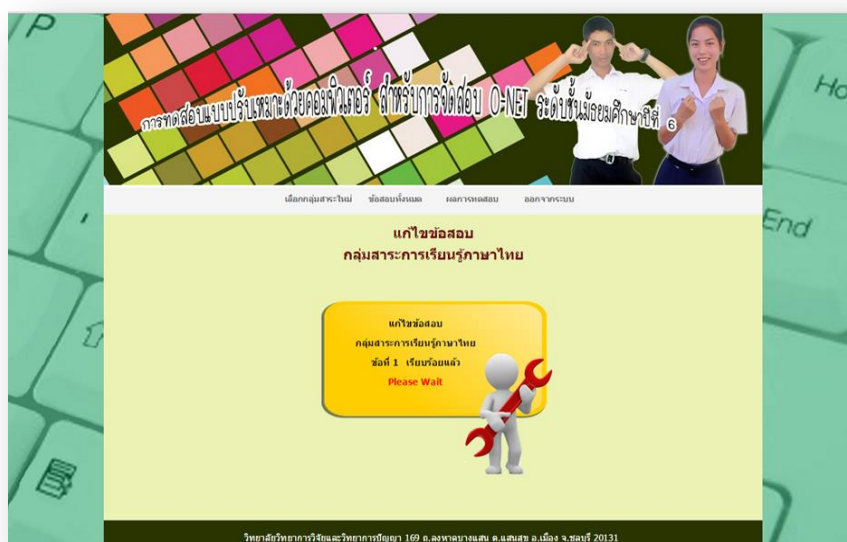 P
Ho
End
การทดสอบแบบปรับเหมาะด้วยคอมพิวเตอร์ สำหรับการจัดสอบ O-NET ระดับชั้นมัธยมศึกษาปีที่ 6
เลือกกลุ่มสาระใหม่ ข้อสอบทั้งหมด ผลการทดสอบ ออกจากระบบ
แก้ไขข้อสอบ
กลุ่มสาระการเรียนรู้ภาษาไทย
แก้ไขข้อสอบ
กลุ่มสาระการเรียนรู้ภาษาไทย
ข้อที่ 1 เรียบร้อยแล้ว
Please Wait
วิทยาลัยวิทยาการวิจัยและวิทยาการปัญญา 169 ถ.ลงหาดบางแสน ต.แสนสุข อ.เมือง จ.ชลบุรี 20131